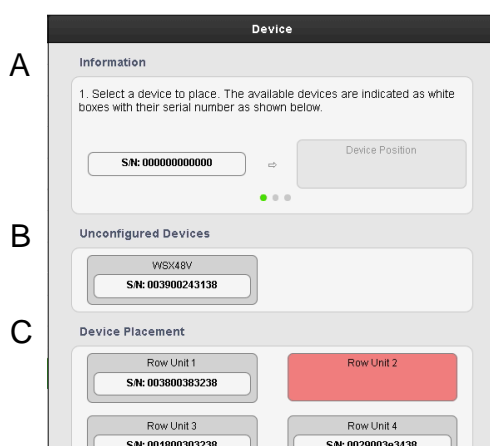 Device
A
Information
1. Select a device to place. The available devices are indicated as white
boxes with their serial number as shown below.
S/N: 000000000000
⇨
Device Position
B
Unconfigured Devices
WSX48V
S/N: 003900243138
C
Device Placement
Row Unit 1
S/N: 003800383238
Row Unit 2
Row Unit 3
S/N: 001800303238
Row Unit 4
S/N: 0029003e3438